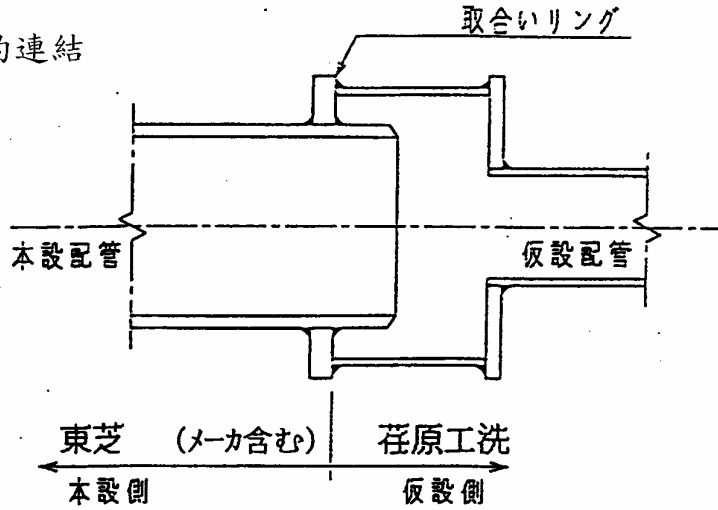 取合いリング
的連結
本設配管
仮設配管
東芝 (メーカ含む) 荏原工洗
本設側 仮設側